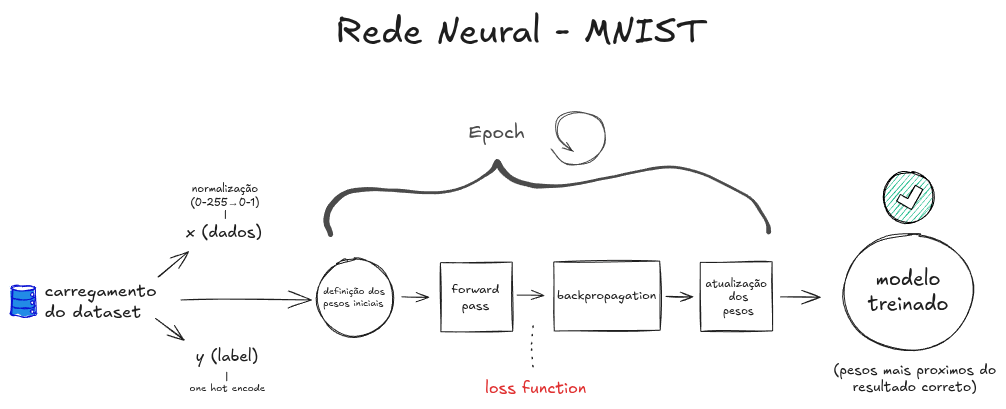 Rede Neural - MNIST
Epoch
normalização
(0-255→0-1)
x (dados)
carregamento
do dataset
y (label)
one hot encode
definição dos
pesos iniciais
forward
pass
backpropagation
atualização
dos
pesos
loss function
modelo
treinado
(pesos mais proximos do
resultado correto)